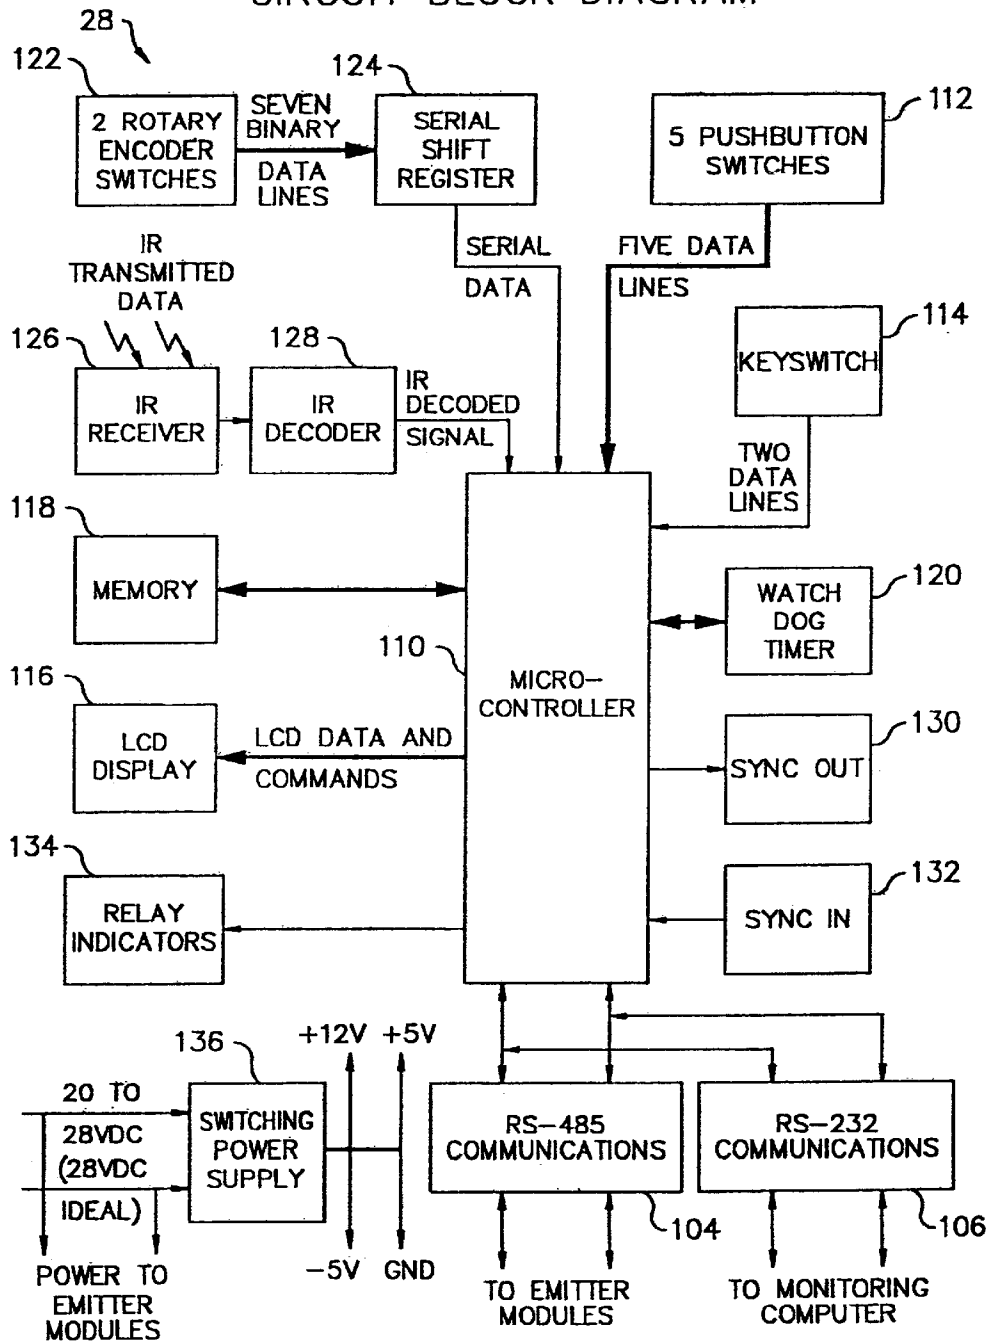 CIRCUIT BLOCK DIAGRAM
28
122
2 ROTARY
ENCODER
SWITCHES
SEVEN
BINARY
DATA
LINES
124
SERIAL
SHIFT
REGISTER
5 PUSHBUTTON
SWITCHES
112
SERIAL
DATA
FIVE DATA
LINES
IR
TRANSMITTED
DATA
126
IR
RECEIVER
128
IR
DECODER
IR
DECODED
SIGNAL
114
KEYSWITCH
TWO
DATA
LINES
118
MEMORY
110
MICRO-
CONTROLLER
120
WATCH
DOG
TIMER
116
LCD
DISPLAY
LCD DATA AND
COMMANDS
130
SYNC OUT
134
RELAY
INDICATORS
132
SYNC IN
136
20 TO
28VDC
(28VDC
IDEAL)
SWITCHING
POWER
SUPPLY
+12V +5V
-5V GND
POWER TO
EMITTER
MODULES
RS-485
COMMUNICATIONS
104
TO EMITTER
MODULES
RS-232
COMMUNICATIONS
106
TO MONITORING
COMPUTER